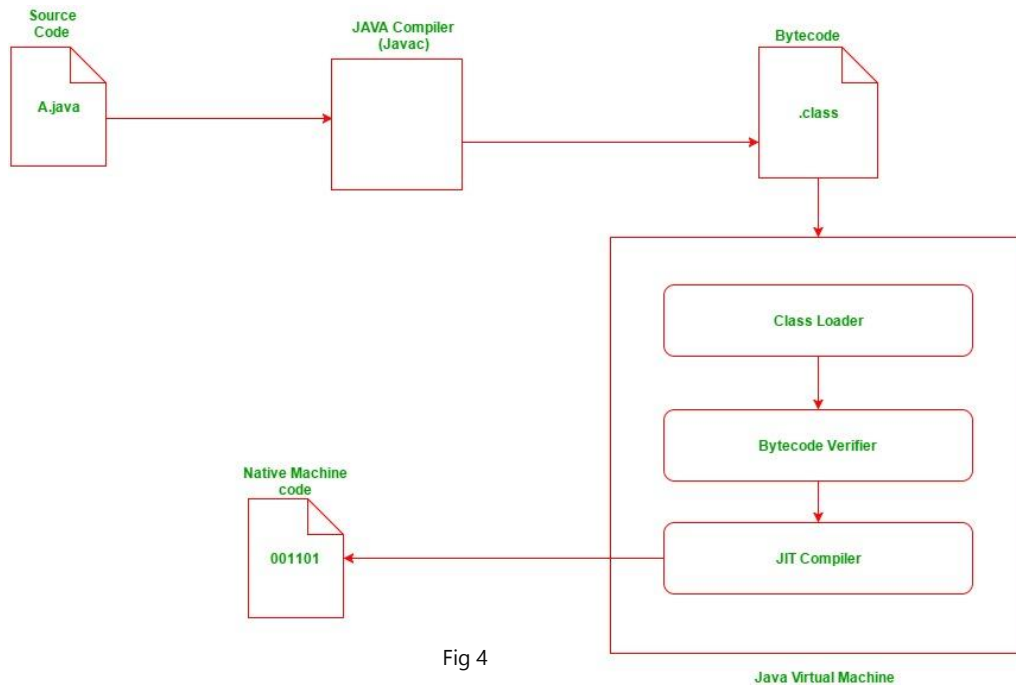 Source
Code
A.java
JAVA Compiler
(Javac)
Bytecode
.class
Class Loader
Bytecode Verifier
JIT Compiler
Native Machine
code
001101
Fig 4
Java Virtual Machine